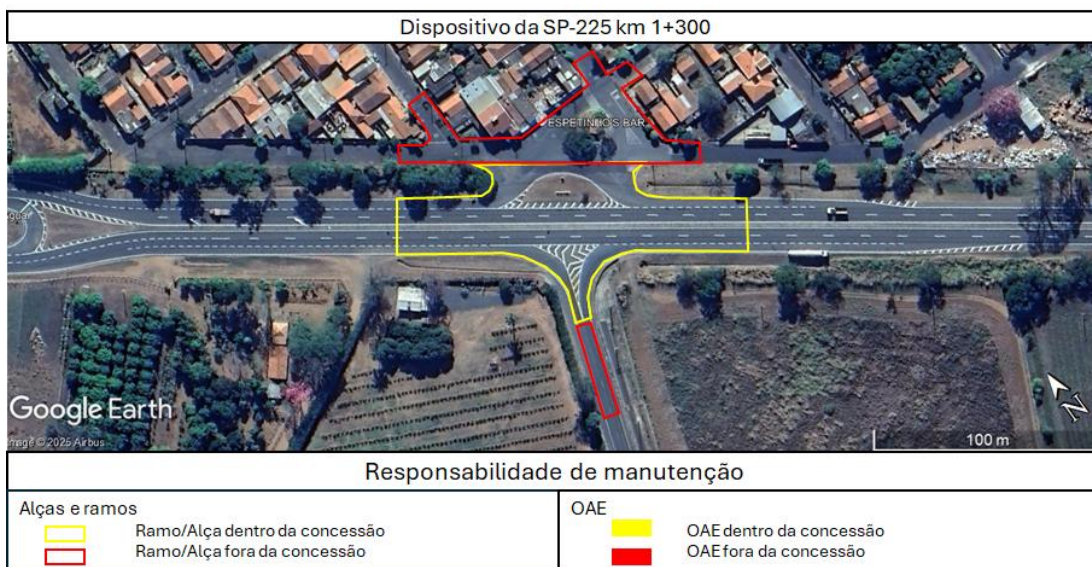 Dispositivo da SP-225 km 1+300
ESPETINHO'S BAR
Google Earth
Image © 2025 Airbus
N
100 m
Responsabilidade de manutenção
Alças e ramos
Ramo/Alça dentro da concessão
Ramo/Alça fora da concessão
OAE
OAE dentro da concessão
OAE fora da concessão